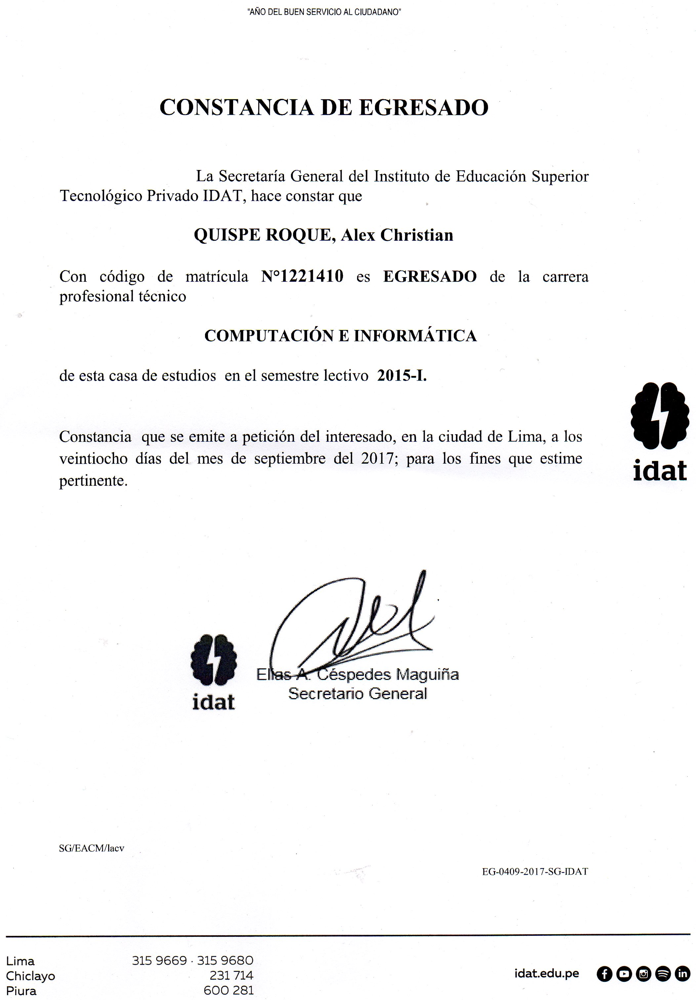 “AÑO DEL BUEN SERVICIO AL CIUDADANO”
CONSTANCIA DE EGRESADO
La Secretaría General del Instituto de Educación Superior
Tecnológico Privado IDAT, hace constar que
QUISPE ROQUE, Alex Christian
Con código de matrícula N°1221410 es EGRESADO de la carrera
profesional técnico
COMPUTACIÓN E INFORMÁTICA
de esta casa de estudios en el semestre lectivo 2015-I.
idat
Constancia que se emite a petición del interesado, en la ciudad de Lima, a los
veintiocho días del mes de septiembre del 2017; para los fines que estime
pertinente.
idat
Elías A. Céspedes Maguiña
Secretario General
SG/EACM/lacv
EG-0409-2017-SG-IDAT
Lima 315 9669 · 315 9680
Chiclayo 231 714
Piura 600 281
idat.edu.pe